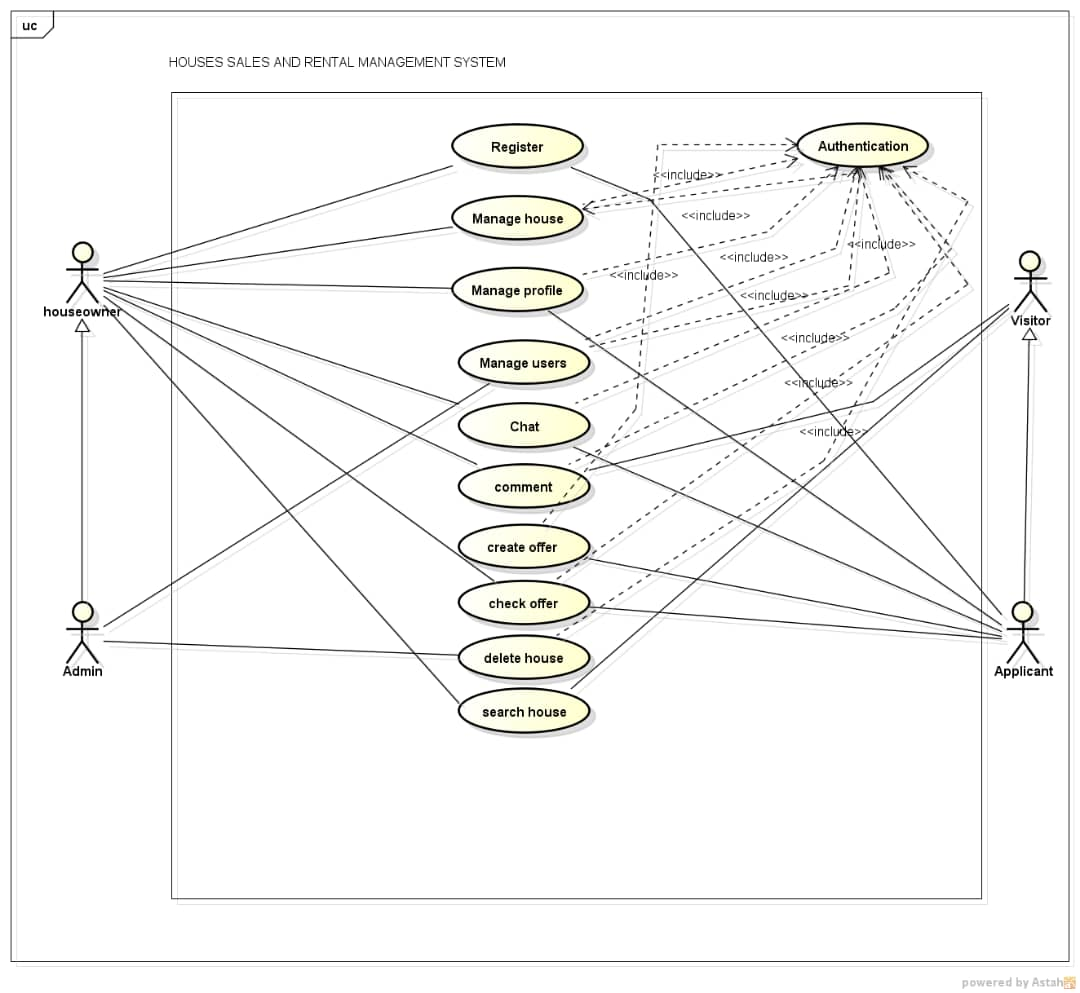 uc
HOUSES SALES AND RENTAL MANAGEMENT SYSTEM
Register
Authentication
<<include>>
Manage house
<<include>>
<<include>>
<<include>>
<<include>>
Manage profile
<<include>>
houseowner
Visitor
<<include>>
Manage users
<<include>>
Chat
<<include>>
comment
create offer
check offer
delete house
Admin
Applicant
search house
powered by Astah